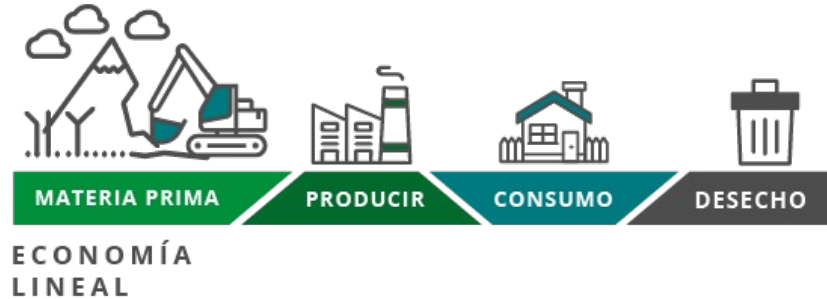 MATERIA PRIMA
PRODUCIR
CONSUMO
DESECHO
ECONOMÍA
LINEAL